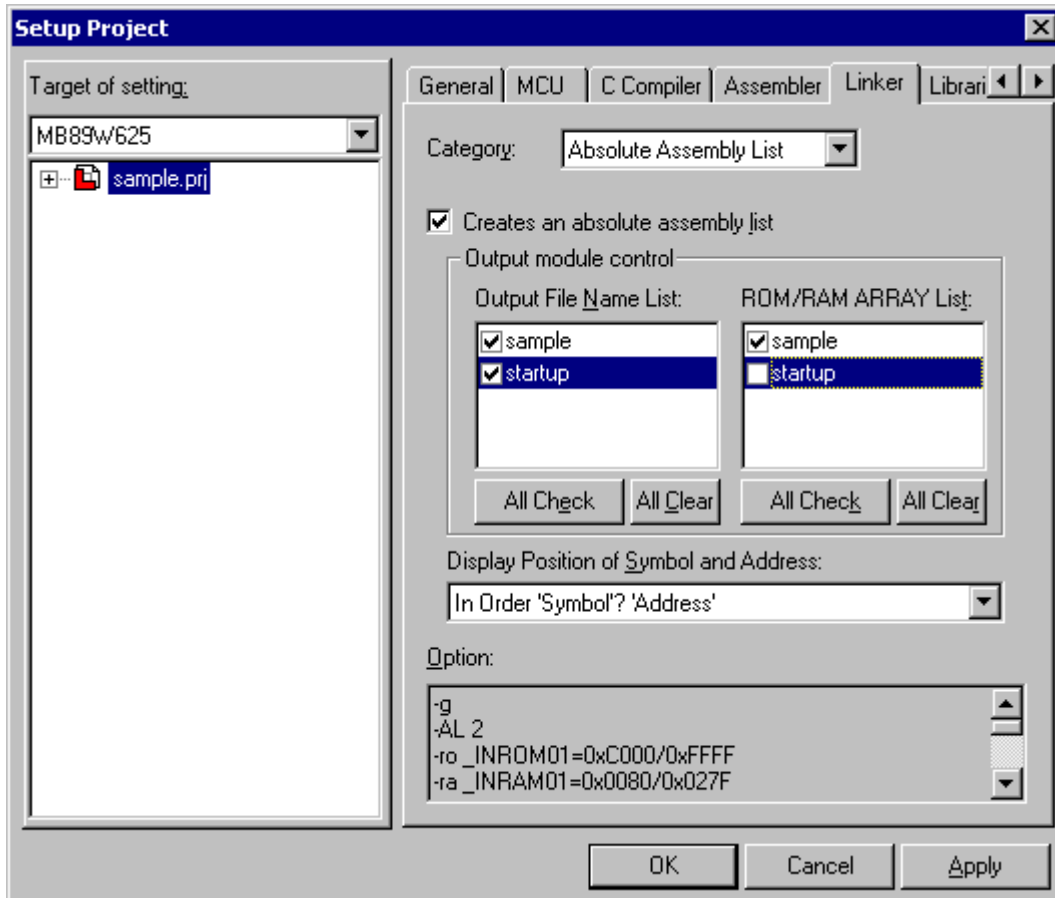 Setup Project
Target of setting:
MB89W625
sample.prj
General MCU C Compiler Assembler Linker Librari
Category: Absolute Assembly List
Creates an absolute assembly list
Output module control
Output File Name List: ROM/RAM ARRAY List:
sample sample
startup startup
All Check All Clear All Check All Clear
Display Position of Symbol and Address:
In Order 'Symbol'? 'Address'
Option:
-g
-AL 2
-ro _INROM01=0xC000/0xFFFF
-ra _INRAM01=0x0080/0x027F
OK Cancel Apply